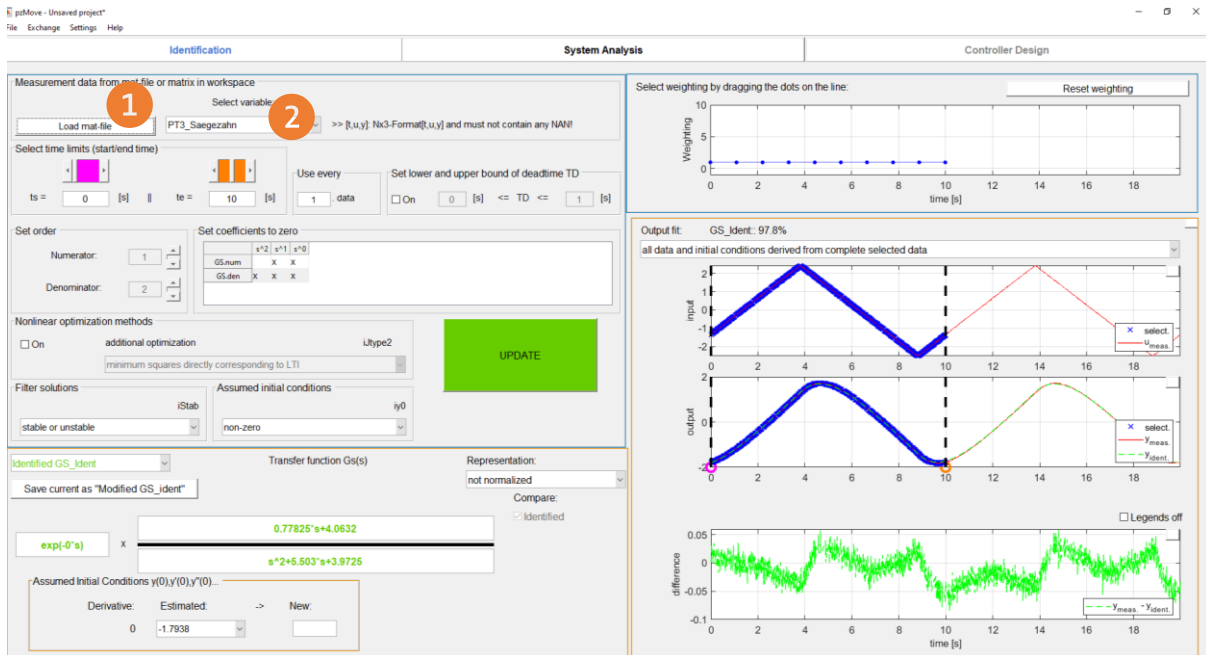 pzMove - Unsaved project*
File Exchange Settings Help
Identification
System Analysis
Controller Design
Measurement data from mat-file or matrix in workspace
1
Select variable
2
Load mat-file
PT3_Saegezahn
>> [t,u,y]: Nx3-Format[t,u,y] and must not contain any NAN!
Select time limits (start/end time)
ts = 0 [s] || te = 10 [s]
Use every
1 . data
Set lower and upper bound of deadtime TD
On 0 [s] <= TD <= 1 [s]
Set order
Numerator: 1
Denominator: 2
Set coefficients to zero
s^2 s^1 s^0
GS.num x x
GS.den x x x
Nonlinear optimization methods
On additional optimization iJtype2
minimum squares directly corresponding to LTI
UPDATE
Filter solutions
iStab
stable or unstable
Assumed initial conditions
iy0
non-zero
Identified GS_Ident
Transfer function Gs(s)
Representation:
not normalized
Save current as "Modified GS_ident"
Compare:
Identified
exp(-0*s) x
0.77825*s+4.0632
s^2+5.503*s+3.9725
Assumed Initial Conditions y(0),y'(0),y''(0)...
Derivative: Estimated: -> New:
0 -1.7938
Select weighting by dragging the dots on the line:
Reset weighting
Weighting
10
5
0
0 2 4 6 8 10 12 14 16 18
time [s]
Output fit: GS_Ident:: 97.8%
all data and initial conditions derived from complete selected data
input
2
1
0
-1
-2
select.
u meas.
0 2 4 6 8 10 12 14 16 18
output
2
0
-2
select.
y meas.
y ident.
0 2 4 6 8 10 12 14 16 18
Legends off
difference
0.05
0
-0.05
-0.1
y meas. - y ident.
0 2 4 6 8 10 12 14 16 18
time [s]